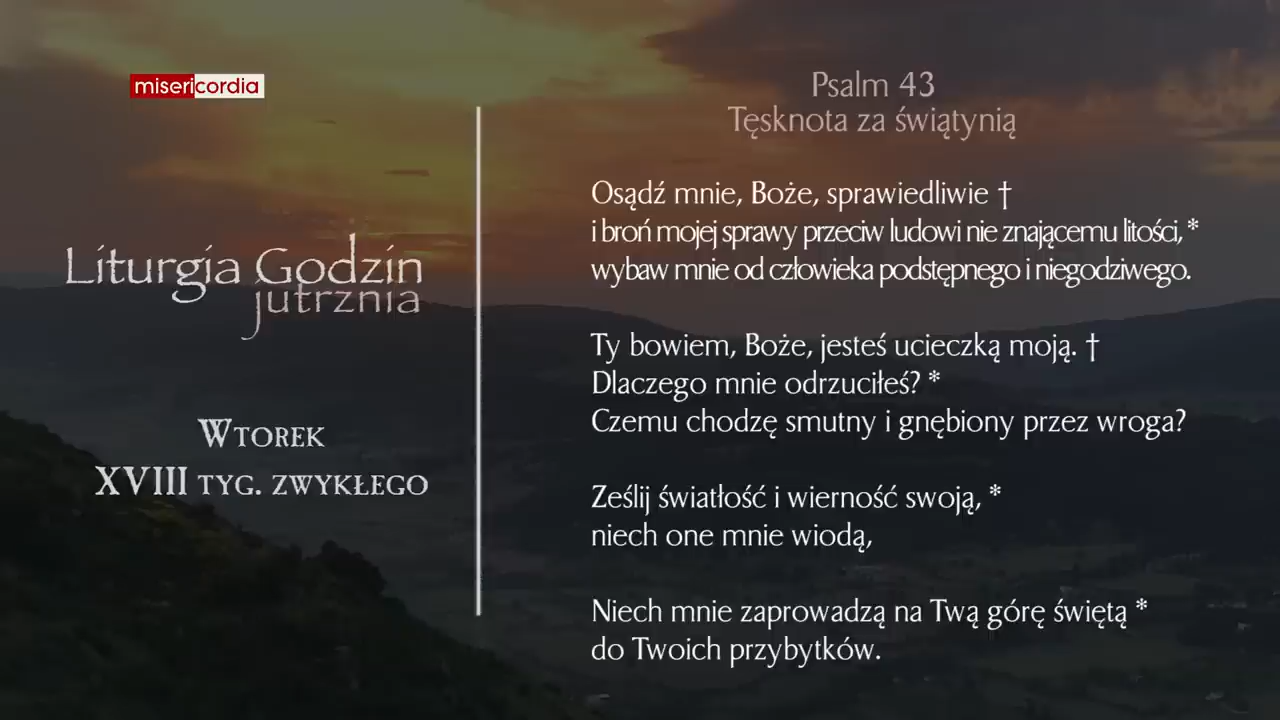 misericordia
Liturgia Godzin
jutrznia
Wtorek
XVIII tyg. zwykłego
Psalm 43
Tęsknota za świątynią
Osądź mnie, Boże, sprawiedliwie †
i broń mojej sprawy przeciw ludowi nie znającemu litości, *
wybaw mnie od człowieka podstępnego i niegodziwego.
Ty bowiem, Boże, jesteś ucieczką moją. †
Dlaczego mnie odrzuciłeś? *
Czemu chodzę smutny i gnębiony przez wroga?
Ześlij światłość i wierność swoją, *
niech one mnie wiodą,
Niech mnie zaprowadzą na Twą górę świętą *
do Twoich przybytków.